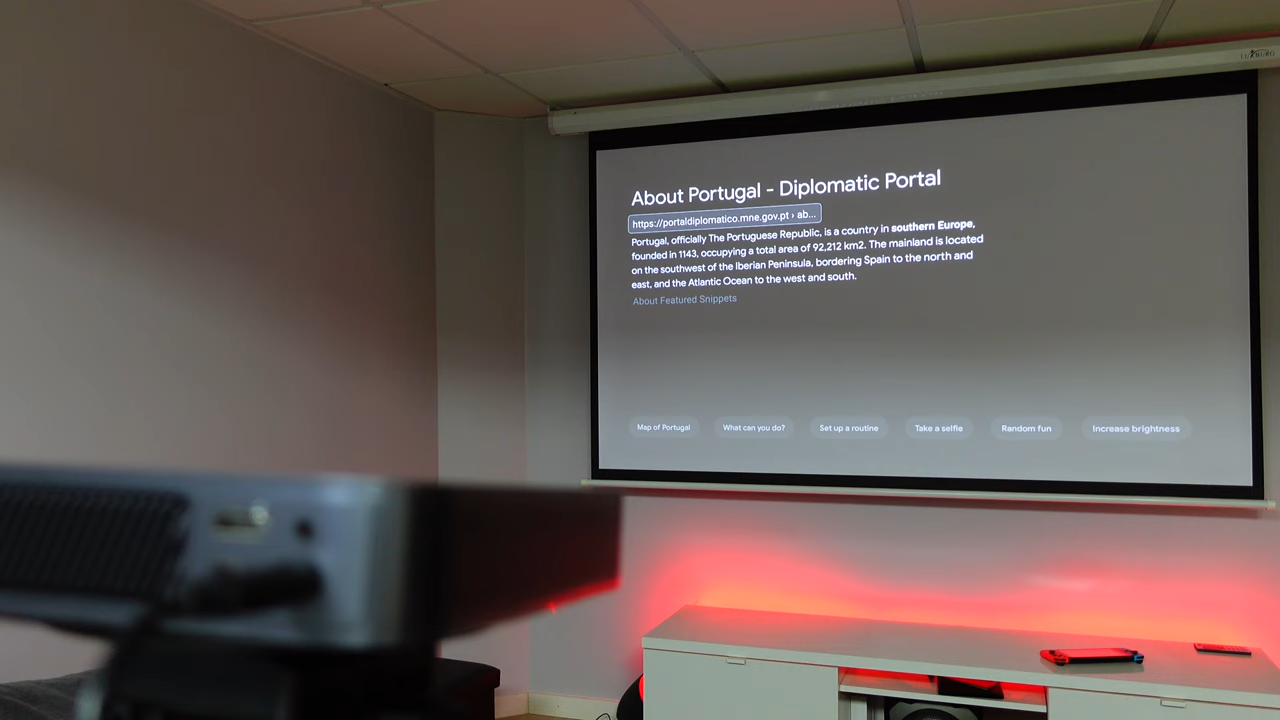 About Portugal - Diplomatic Portal
https://portaldiplomatico.mne.gov.pt › ab...
Portugal, officially The Portuguese Republic, is a country in southern Europe,
founded in 1143, occupying a total area of 92,212 km2. The mainland is located
on the southwest of the Iberian Peninsula, bordering Spain to the north and
east, and the Atlantic Ocean to the west and south.
About Featured Snippets
Map of Portugal What can you do? Set up a routine Take a selfie Random fun Increase brightness